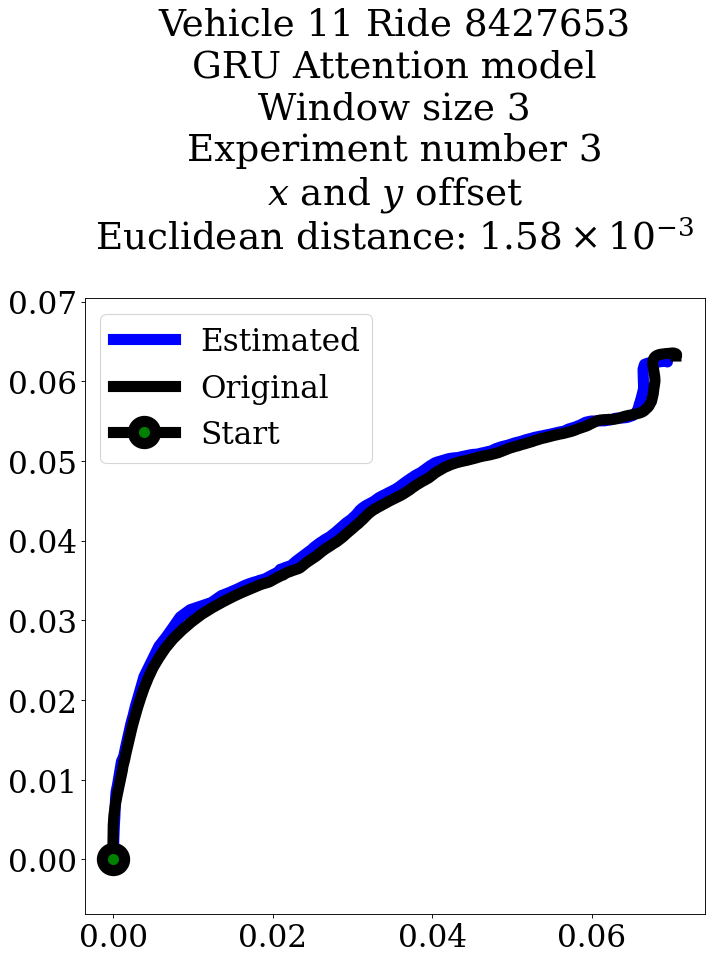 Vehicle 11 Ride 8427653
GRU Attention model
Window size 3
Experiment number 3
x and y offset
Euclidean distance: 1.58 × 10⁻³
0.07
0.06
0.05
0.04
0.03
0.02
0.01
0.00
Estimated
Original
Start
0.00 0.02 0.04 0.06